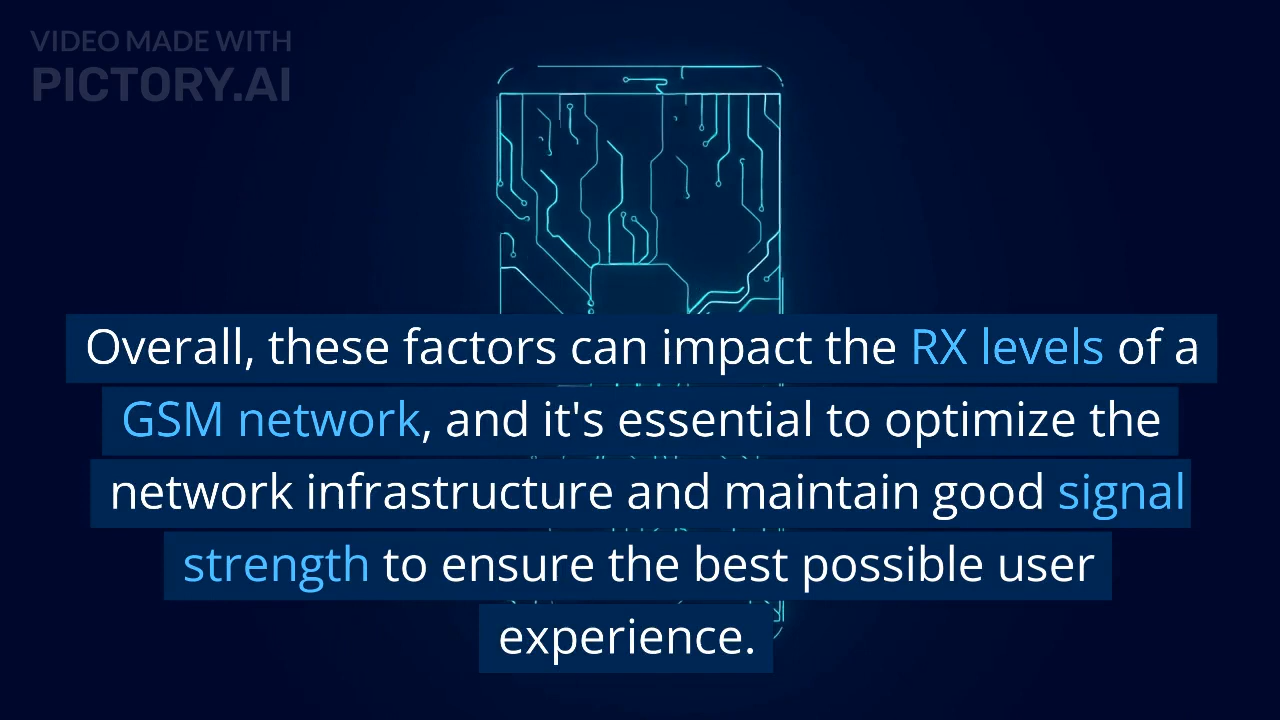 VIDEO MADE WITH
PICTORY.AI
Overall, these factors can impact the RX levels of a
GSM network, and it's essential to optimize the
network infrastructure and maintain good signal
strength to ensure the best possible user
experience.